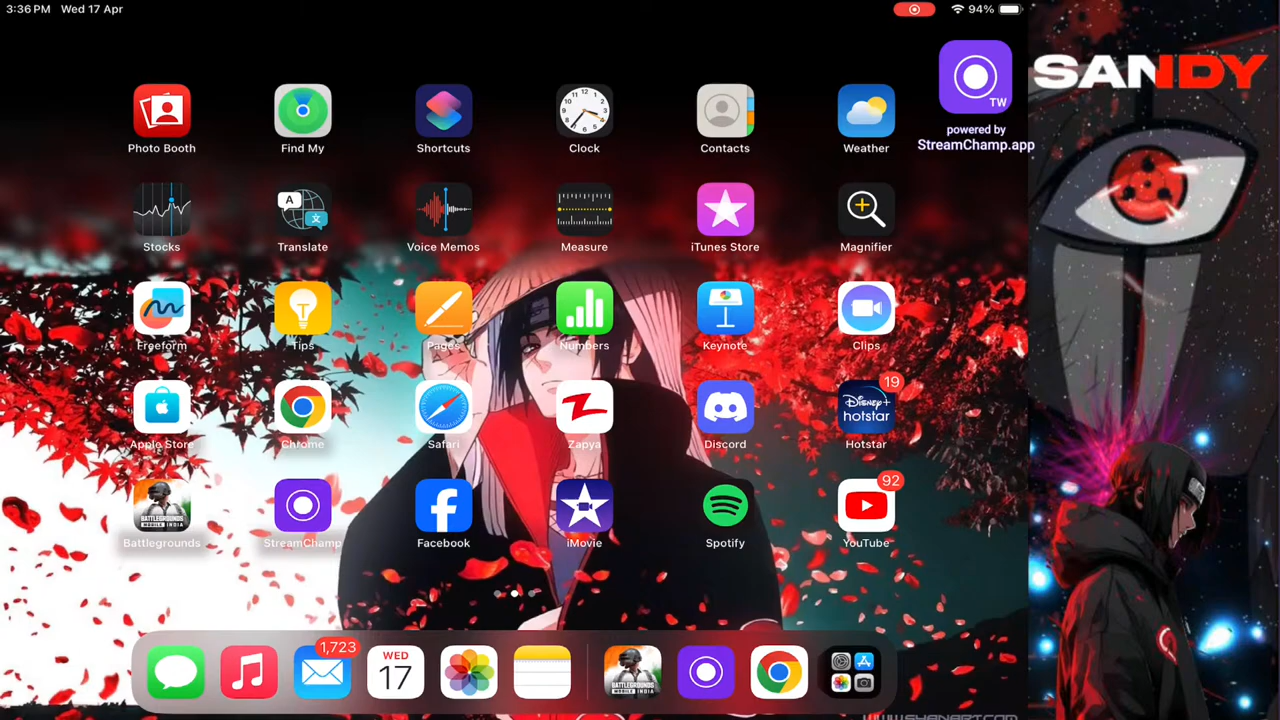 3:36 PM Wed 17 Apr
94%
SANDY
TW
powered by
StreamChamp.app
Photo Booth
Find My
Shortcuts
Clock
Contacts
Weather
Stocks
Translate
Voice Memos
Measure
iTunes Store
Magnifier
Freeform
Tips
Pages
Numbers
Keynote
Clips
19
Disney+
hotstar
Apple Store
Chrome
Safari
Zapya
Discord
Hotstar
92
BATTLEGROUNDS
MOBILE INDIA
Battlegrounds
StreamChamp
Facebook
iMovie
Spotify
YouTube
1,723
WED
17
BATTLEGROUNDS